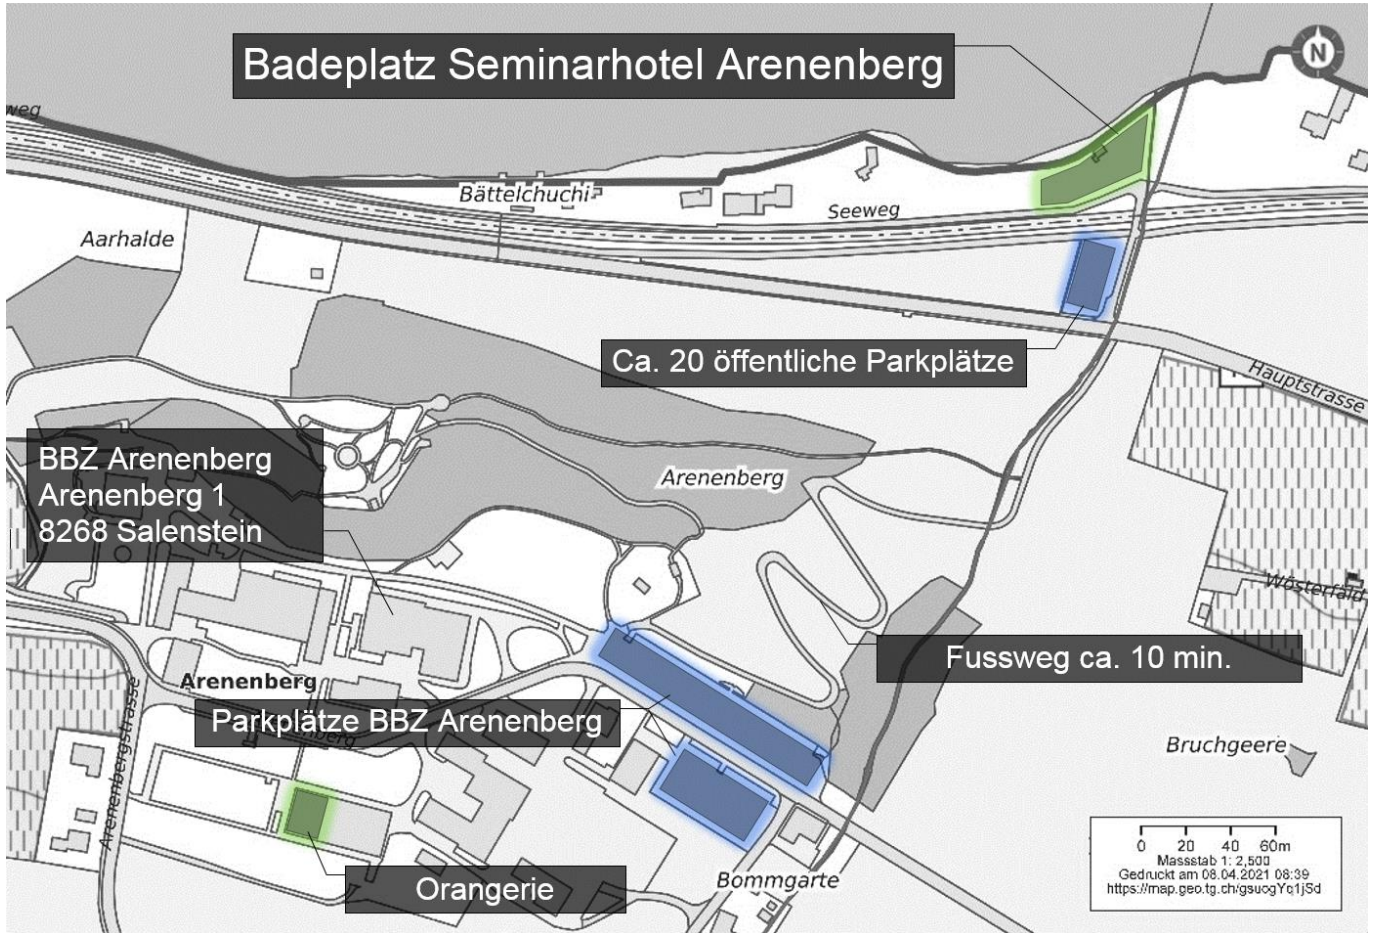 weg
Badeplatz Seminarhotel Arenenberg
N
Bättelchuchi
Seeweg
Aarhalde
Ca. 20 öffentliche Parkplätze
Hauptstrasse
BBZ Arenenberg
Arenenberg 1
8268 Salenstein
Arenenberg
Wösterfäld
Fussweg ca. 10 min.
Arenenberg
Parkplätze BBZ Arenenberg
Arenenbergstrasse
Bruchgeere
Orangerie
Bommgarte
0 20 40 60m
Massstab 1: 2,500
Gedruckt am 08.04.2021 08:39